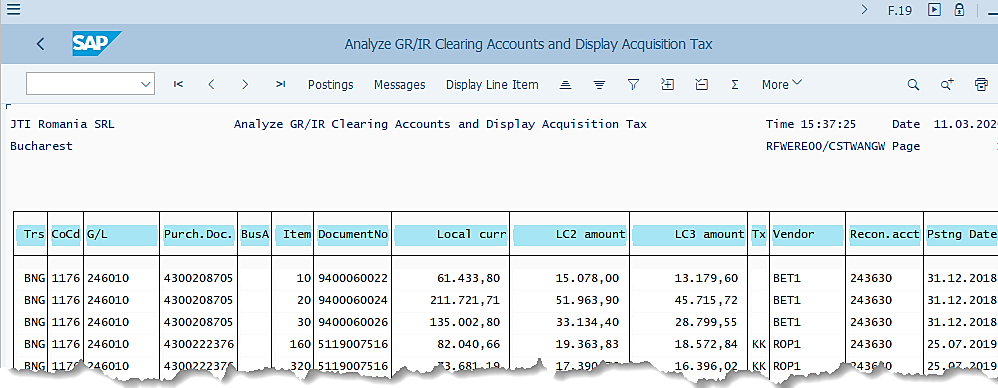 F.19
SAP Analyze GR/IR Clearing Accounts and Display Acquisition Tax
Postings Messages Display Line Item More
JTI Romania SRL Analyze GR/IR Clearing Accounts and Display Acquisition Tax Time 15:37:25 Date 11.03.202
Bucharest RFWERE00/CSTWANGW Page
Trs CoCd G/L Purch.Doc. BusA Item DocumentNo Local curr LC2 amount LC3 amount Tx Vendor Recon.acct Pstng Date
BNG 1176 246010 4300208705 10 9400060022 61.433,80 15.078,00 13.179,60 BET1 243630 31.12.2018
BNG 1176 246010 4300208705 20 9400060024 211.721,71 51.963,90 45.715,72 BET1 243630 31.12.2018
BNG 1176 246010 4300208705 30 9400060026 135.002,80 33.134,40 28.799,55 BET1 243630 31.12.2018
BNG 1176 246010 4300222376 160 5119007516 82.040,66 19.363,83 18.572,84 KK ROP1 243630 25.07.2019
BNG 1176 246010 4300222376 320 5119007516 73.681,19 17.390 16.396,02 KK ROP1 243630 25.07.2019